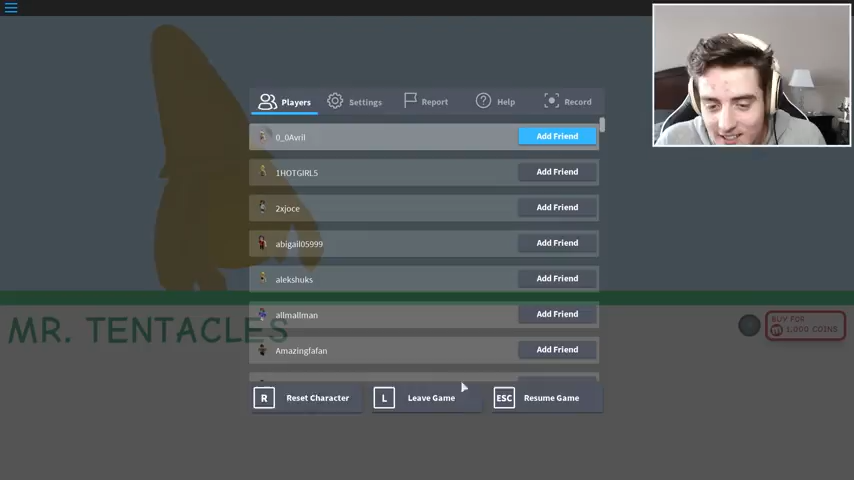 Players Settings Report Help Record
0_0Avril Add Friend
1HOTGIRL5 Add Friend
2xjoce Add Friend
abigail05999 Add Friend
alekshuks Add Friend
allmallman Add Friend
Amazingfafan Add Friend
MR. TENTACLES
BUY FOR
1,000 COINS
R Reset Character L Leave Game ESC Resume Game